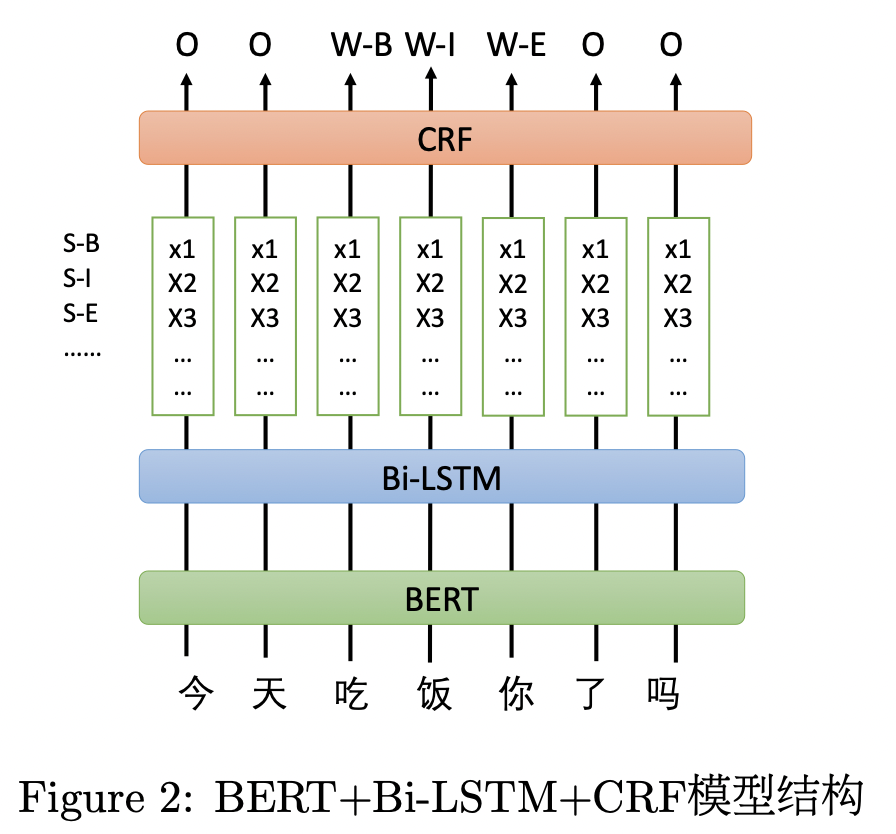 O O W-B W-I W-E O O
CRF
S-B x1 x1 x1 x1 x1 x1 x1
S-I X2 X2 X2 X2 X2 X2 X2
S-E X3 X3 X3 X3 X3 X3 X3
…… ... ... ... ... ... ... ...
... ... ... ... ... ... ...
Bi-LSTM
BERT
今 天 吃 饭 你 了 吗
Figure 2: BERT+Bi-LSTM+CRF模型结构